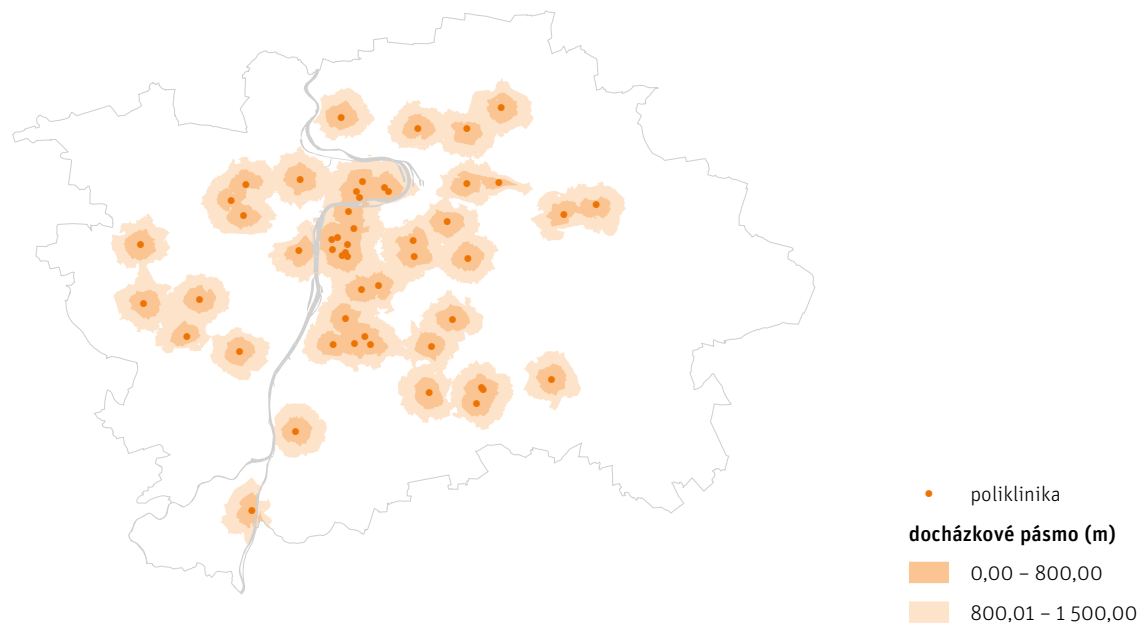 poliklinika
docházkové pásmo (m)
0,00 – 800,00
800,01 – 1 500,00